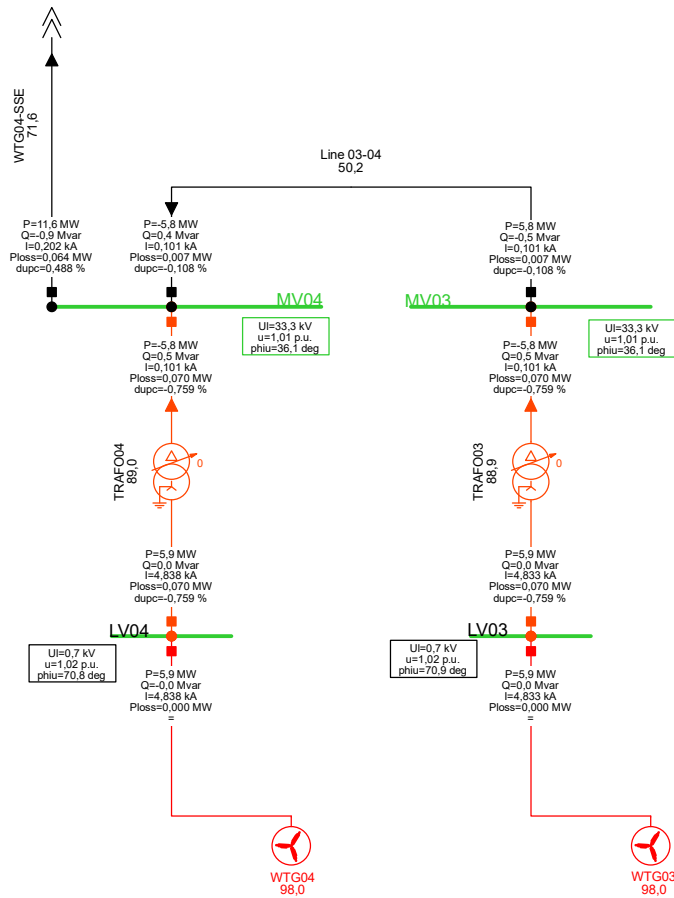 WTG04-SSE
71,6
Line 03-04
50,2
P=11,6 MW
Q=-0,9 Mvar
I=0,202 kA
Ploss=0,064 MW
dupc=0,488 %
P=-5,8 MW
Q=0,4 Mvar
I=0,101 kA
Ploss=0,007 MW
dupc=-0,108 %
P=5,8 MW
Q=-0,5 Mvar
I=0,101 kA
Ploss=0,007 MW
dupc=-0,108 %
MV04
MV03
Ul=33,3 kV
u=1,01 p.u.
phiu=36,1 deg
Ul=33,3 kV
u=1,01 p.u.
phiu=36,1 deg
P=-5,8 MW
Q=0,5 Mvar
I=0,101 kA
Ploss=0,070 MW
dupc=-0,759 %
P=-5,8 MW
Q=0,5 Mvar
I=0,101 kA
Ploss=0,070 MW
dupc=-0,759 %
TRAFO04
89,0
0
TRAFO03
88,9
0
P=5,9 MW
Q=0,0 Mvar
I=4,838 kA
Ploss=0,070 MW
dupc=-0,759 %
P=5,9 MW
Q=0,0 Mvar
I=4,833 kA
Ploss=0,070 MW
dupc=-0,759 %
LV04
LV03
Ul=0,7 kV
u=1,02 p.u.
phiu=70,8 deg
Ul=0,7 kV
u=1,02 p.u.
phiu=70,9 deg
P=5,9 MW
Q=-0,0 Mvar
I=4,838 kA
Ploss=0,000 MW
=
P=5,9 MW
Q=0,0 Mvar
I=4,833 kA
Ploss=0,000 MW
=
WTG04
98,0
WTG03
98,0